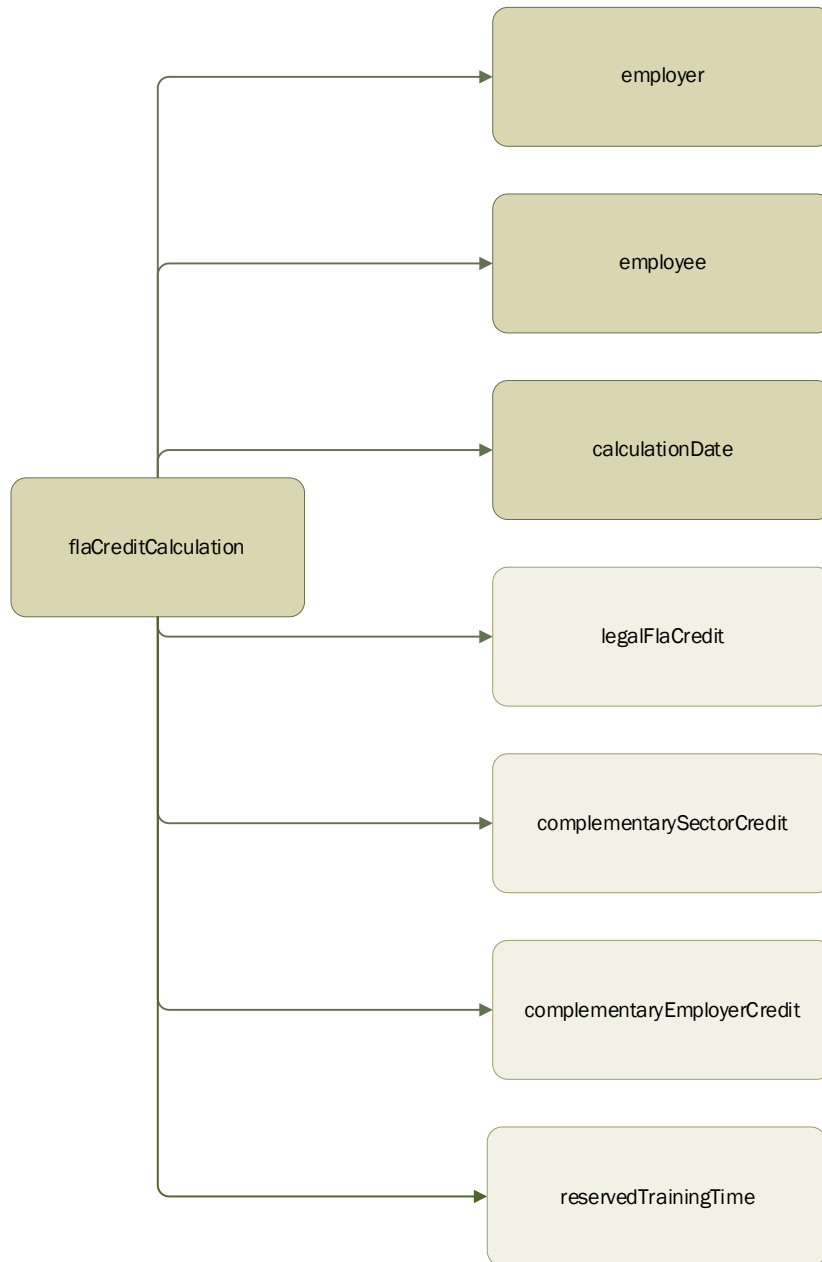 employer
employee
calculationDate
flaCreditCalculation
legalFlaCredit
complementarySectorCredit
complementaryEmployerCredit
reservedTrainingTime